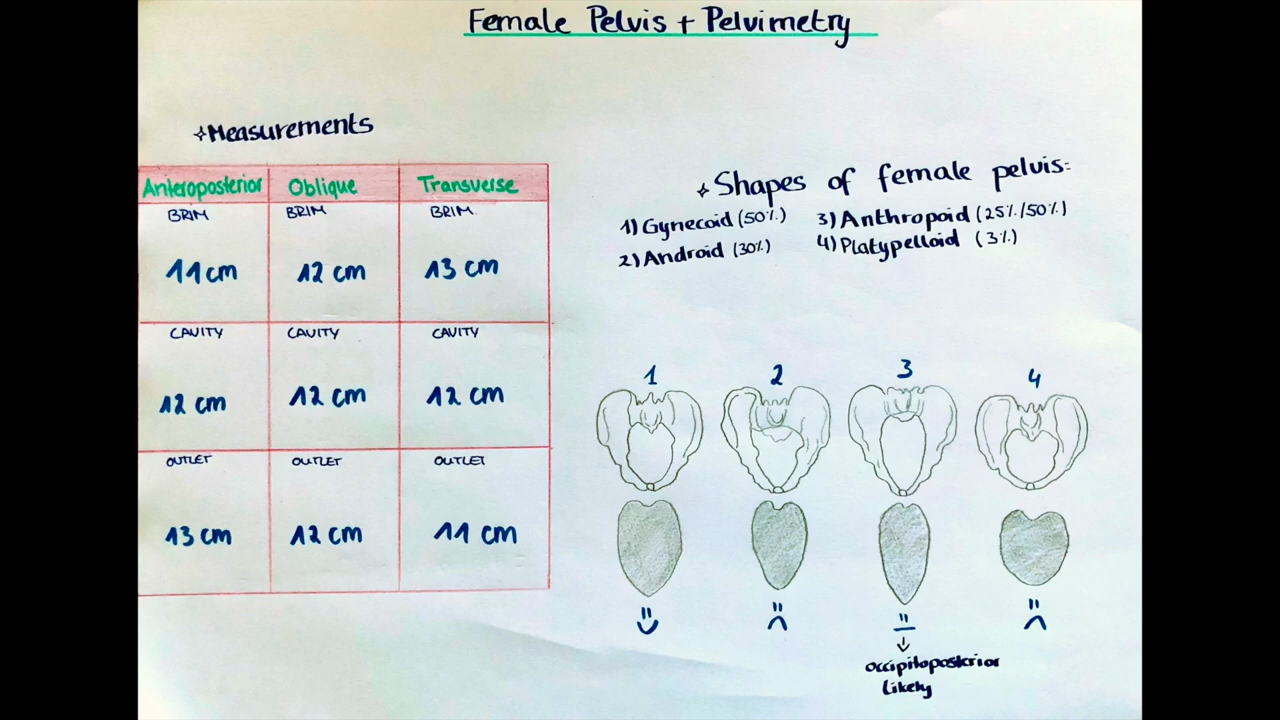 Female Pelvis + Pelvimetry
Measurements
Anteroposterior Oblique Transverse
BRIM BRIM BRIM
11 cm 12 cm 13 cm
CAVITY CAVITY CAVITY
12 cm 12 cm 12 cm
OUTLET OUTLET OUTLET
13 cm 12 cm 11 cm
Shapes of female pelvis:
1) Gynecoid (50%) 3) Anthropoid (25%/50%)
2) Android (30%) 4) Platypelloid (3%)
1 2 3 4
occipitoposterior
likely